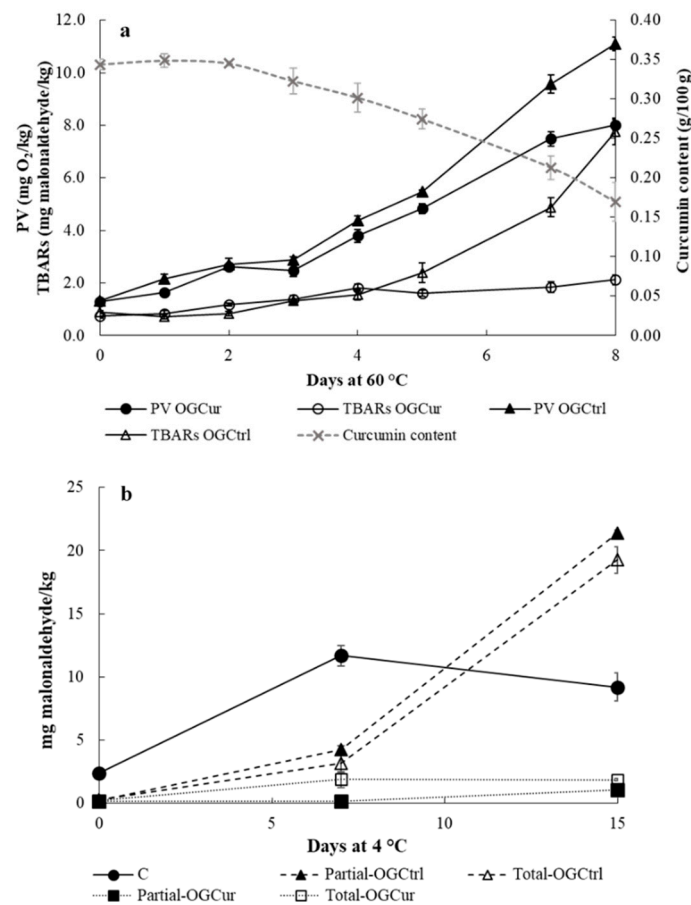 a
12.0
10.0
8.0
6.0
4.0
2.0
0.0
PV (mg O₂/kg)
TBARs (mg malonaldehyde/kg)
0.40
0.35
0.30
0.25
0.20
0.15
0.10
0.05
0.00
Curcumin content (g/100g)
0 2 4 6 8
Days at 60 °C
PV OGCur TBARs OGCur PV OGCtrl
TBARs OGCtrl Curcumin content
b
25
20
15
10
5
0
mg malonaldehyde/kg
0 5 10 15
Days at 4 °C
C Partial-OGCtrl Total-OGCtrl
Partial-OGCur Total-OGCur